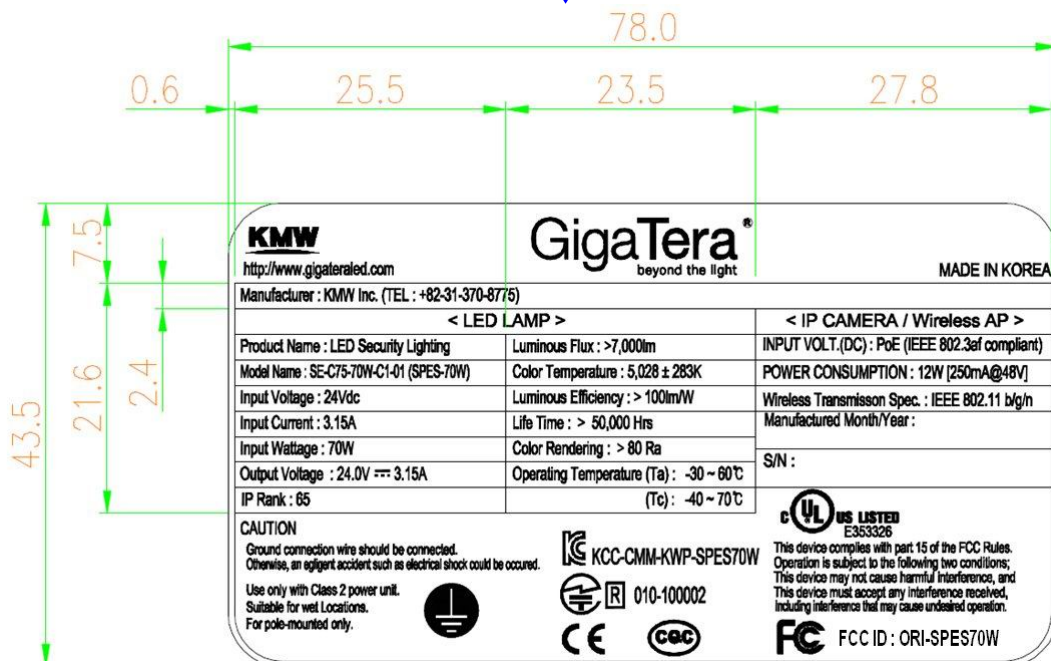 78.0
0.6 25.5 23.5 27.8
43.5
7.5
21.6
2.4
KMW
http://www.gigateraled.com
GigaTera®
beyond the light
MADE IN KOREA
Manufacturer : KMW Inc. (TEL : +82-31-370-8775)
< LED LAMP >
Product Name : LED Security Lighting
Model Name : SE-C75-70W-C1-01 (SPES-70W)
Input Voltage : 24Vdc
Input Current : 3.15A
Input Wattage : 70W
Output Voltage : 24.0V ⎓ 3.15A
IP Rank : 65
Luminous Flux : >7,000lm
Color Temperature : 5,028 ± 283K
Luminous Efficiency : > 100lm/W
Life Time : > 50,000 Hrs
Color Rendering : > 80 Ra
Operating Temperature (Ta) : -30 ~ 60℃
(Tc) : -40 ~ 70℃
< IP CAMERA / Wireless AP >
INPUT VOLT.(DC) : PoE (IEEE 802.3af compliant)
POWER CONSUMPTION : 12W [250mA@48V]
Wireless Transmisson Spec. : IEEE 802.11 b/g/n
Manufactured Month/Year :
S/N :
CAUTION
Ground connection wire should be connected.
Otherwise, an egligent accident such as electrical shock could be occured.
Use only with Class 2 power unit.
Suitable for wet Locations.
For pole-mounted only.
KCC-CMM-KWP-SPES70W
R 010-100002
CE CQC
C UL US LISTED
E353326
This device complies with part 15 of the FCC Rules.
Operation is subject to the following two conditions;
This device may not cause harmful interference, and
This device must accept any interference received,
including interference that may cause undesired operation.
FC FCC ID : ORI-SPES70W